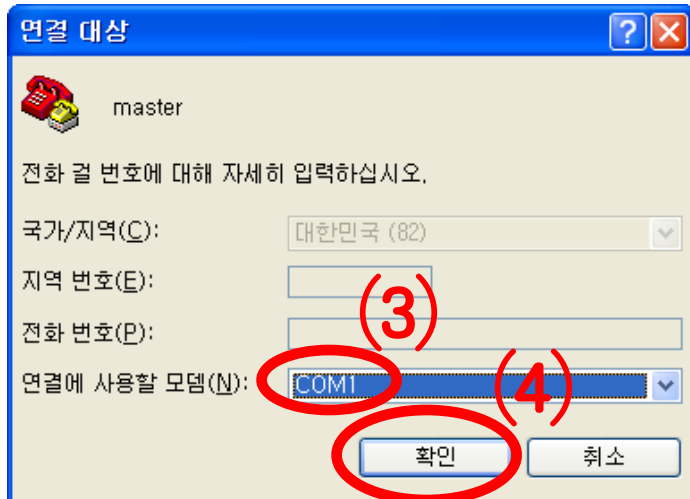 연결 대상
master
전화 걸 번호에 대해 자세히 입력하십시오.
국가/지역(C): 대한민국 (82)
지역 번호(E):
(3)
전화 번호(P):
연결에 사용할 모뎀(N): COM1
(4)
확인 취소